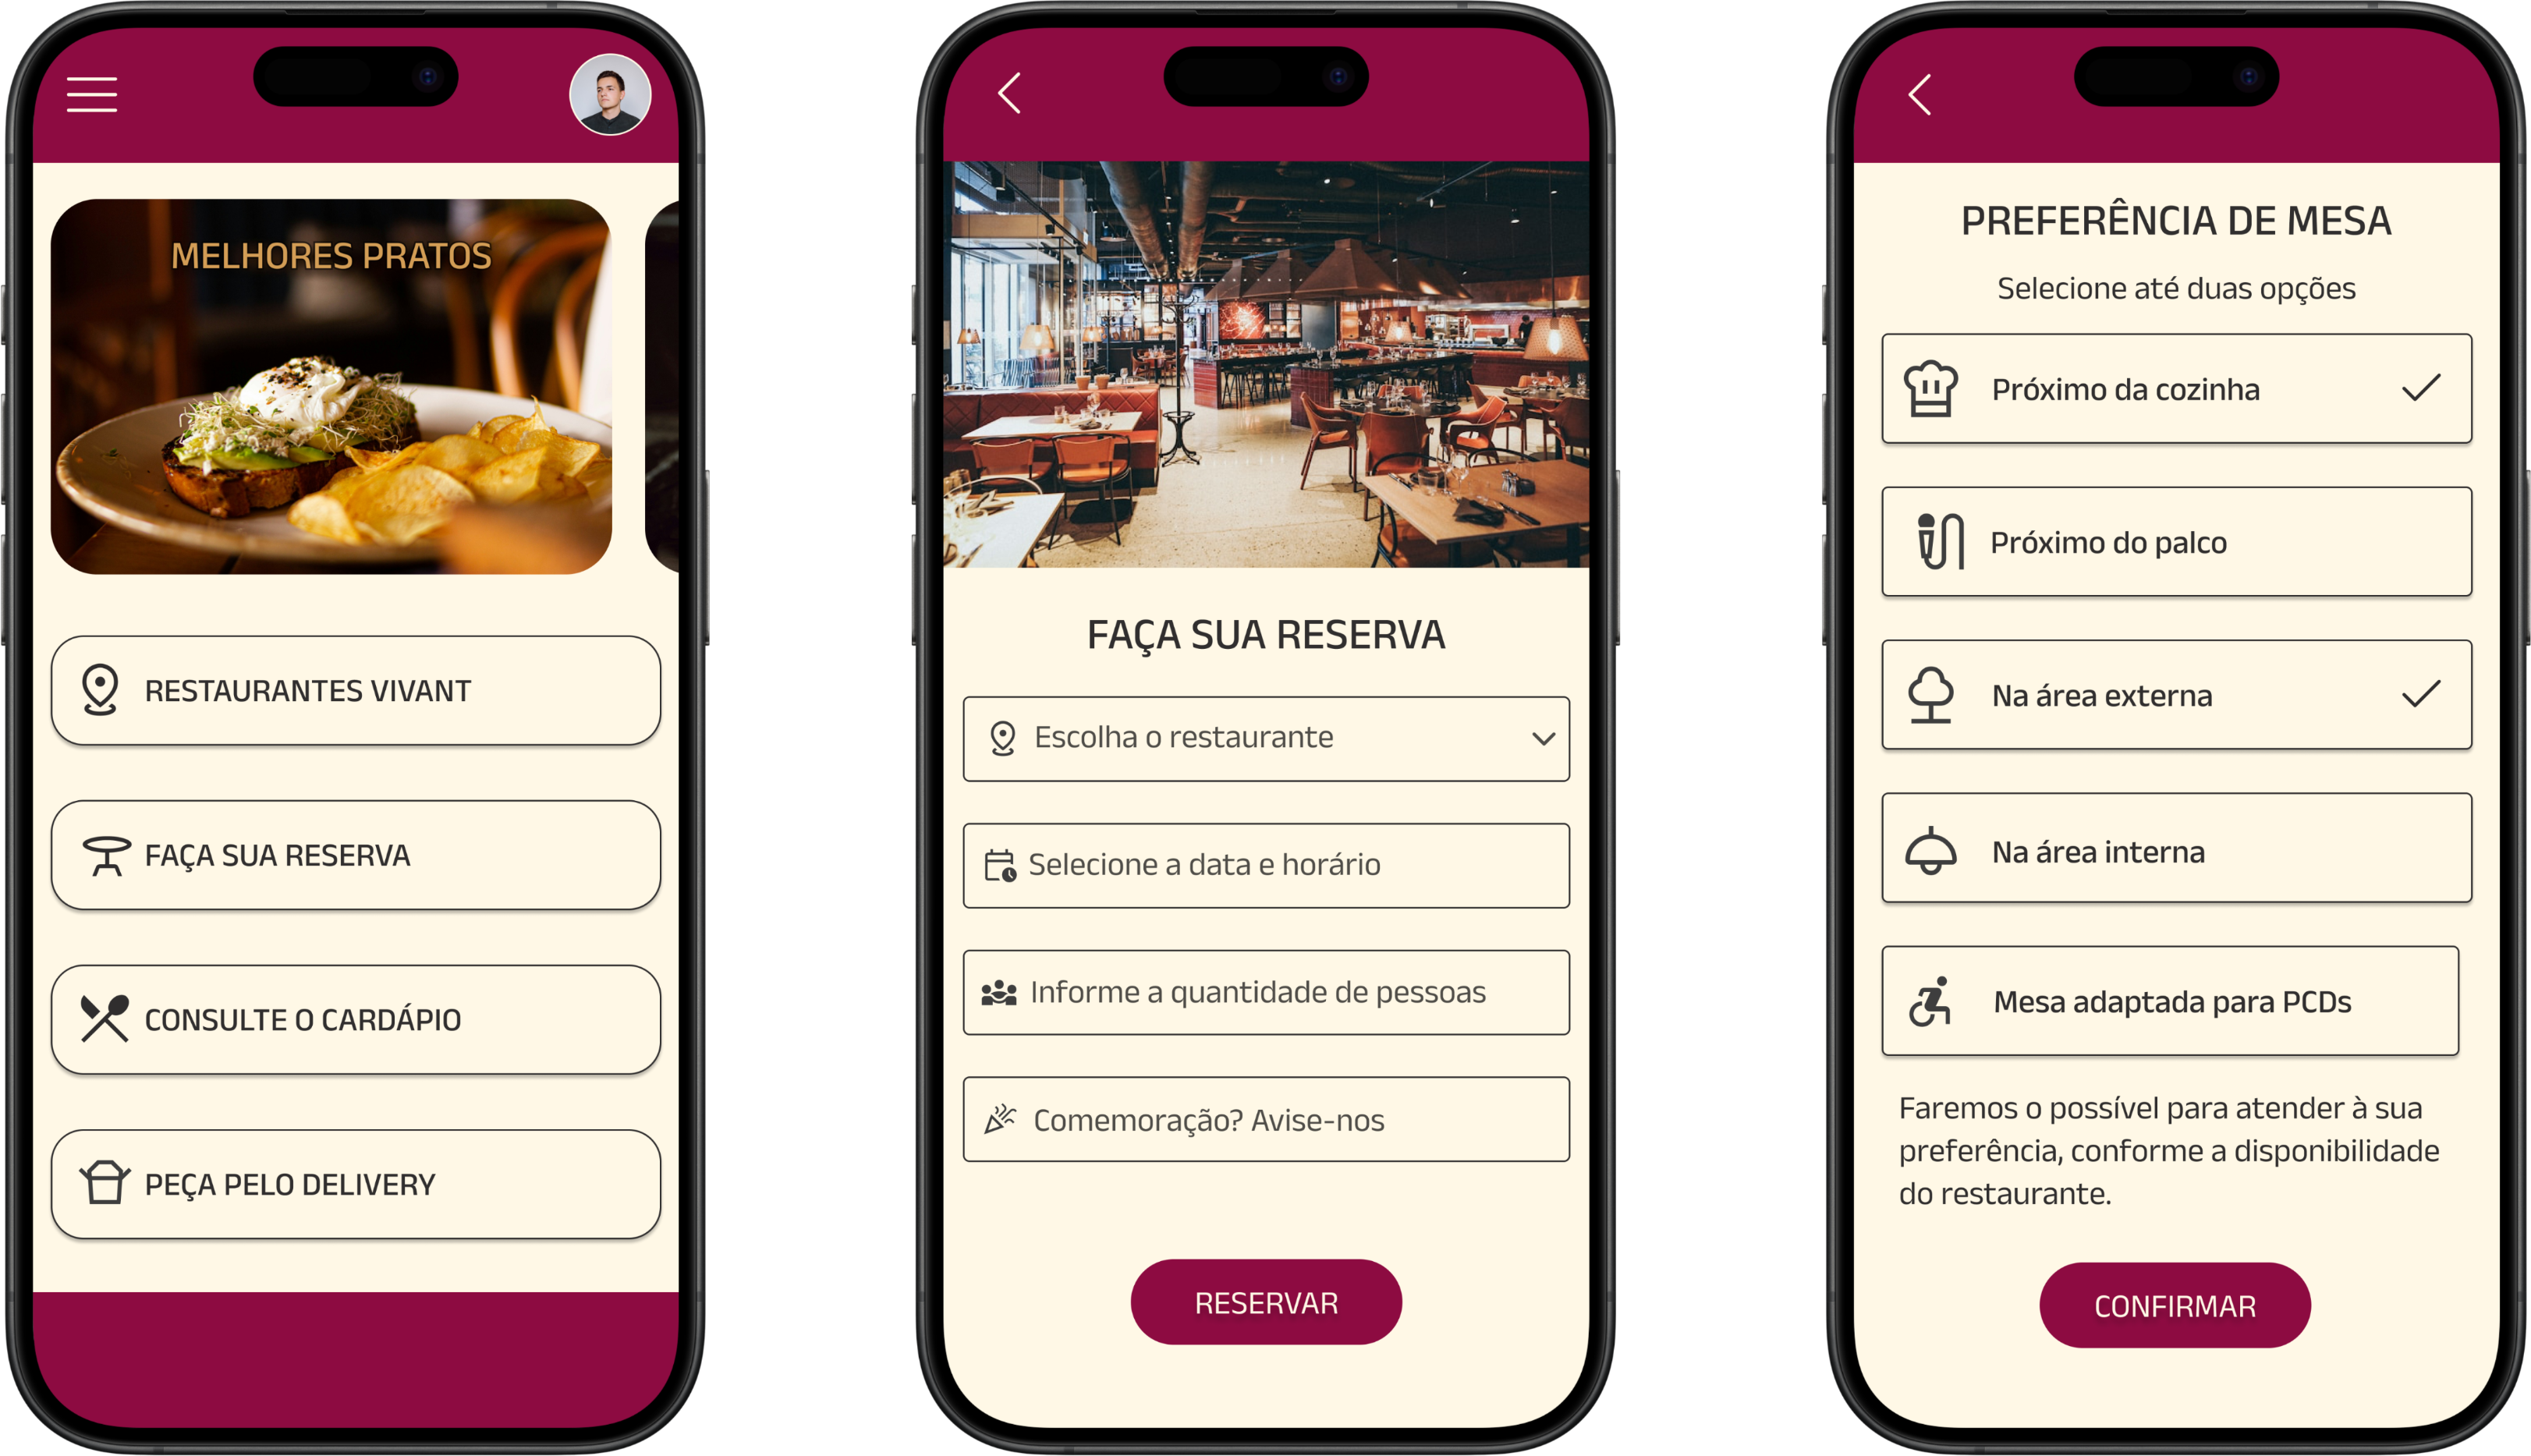 MELHORES PRATOS
RESTAURANTES VIVANT
FAÇA SUA RESERVA
CONSULTE O CARDÁPIO
PEÇA PELO DELIVERY
FAÇA SUA RESERVA
Escolha o restaurante
Selecione a data e horário
Informe a quantidade de pessoas
Comemoração? Avise-nos
RESERVAR
PREFERÊNCIA DE MESA
Selecione até duas opções
Próximo da cozinha
Próximo do palco
Na área externa
Na área interna
Mesa adaptada para PCDs
Faremos o possível para atender à sua
preferência, conforme a disponibilidade
do restaurante.
CONFIRMAR